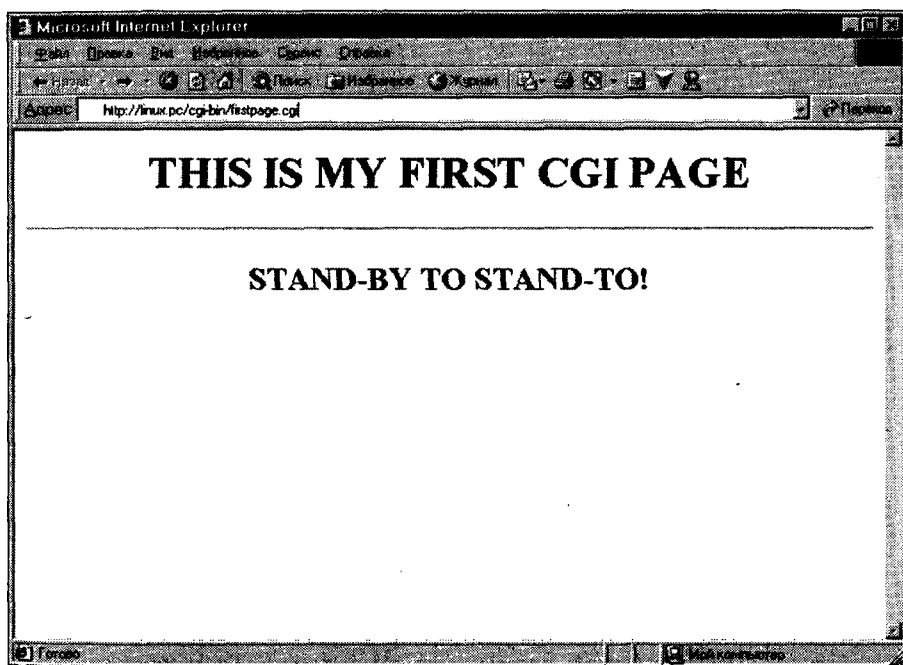 Microsoft Internet Explorer
Файл Правка Вид Избранное Сервис Справка
Назад Поиск Избранное Журнал
Адрес http://linux.pc/cgi-bin/firstpage.cgi Переход
THIS IS MY FIRST CGI PAGE
STAND-BY TO STAND-TO!
Готово Мой компьютер